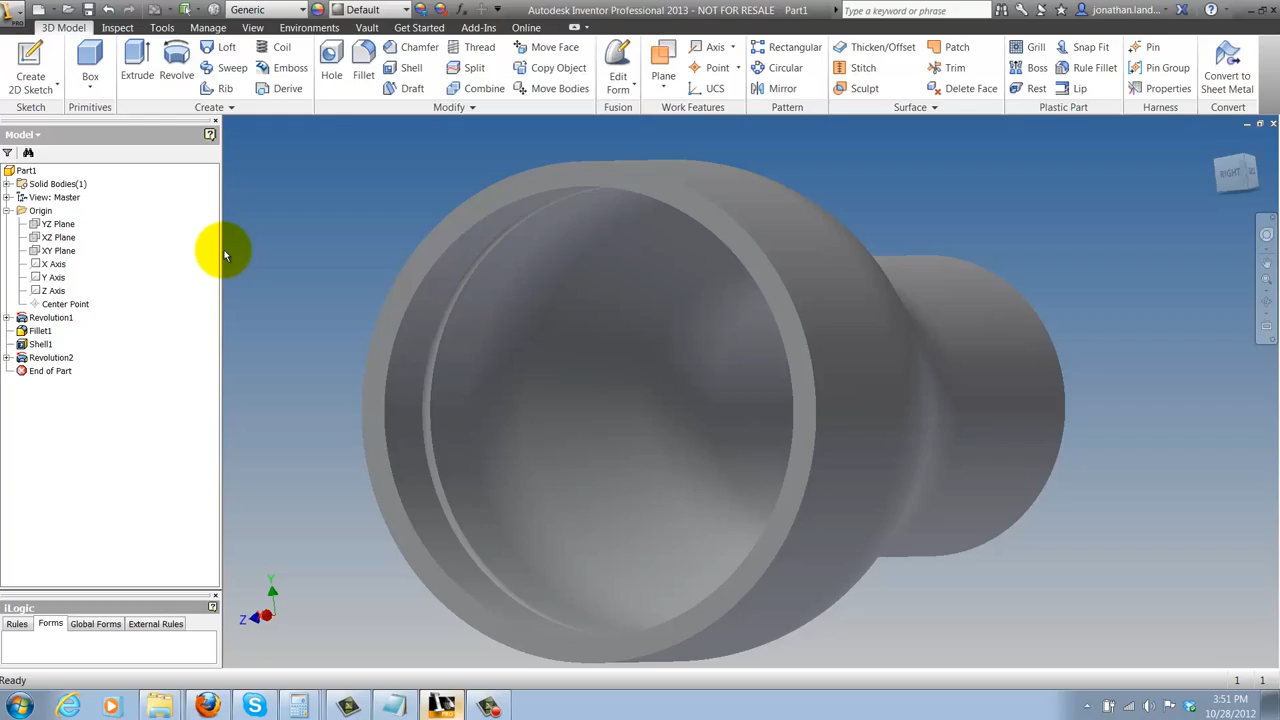 PRO
Generic
Default
Autodesk Inventor Professional 2013 - NOT FOR RESALE Part1
Type a keyword or phrase
jonathan.land...
3D Model Inspect Tools Manage View Environments Vault Get Started Add-Ins Online
Create 2D Sketch
Box
Extrude
Revolve
Loft
Sweep
Rib
Coil
Emboss
Derive
Hole
Fillet
Chamfer
Shell
Draft
Thread
Split
Combine
Move Face
Copy Object
Move Bodies
Edit Form
Plane
Axis
Point
UCS
Rectangular
Circular
Mirror
Thicken/Offset
Stitch
Sculpt
Patch
Trim
Delete Face
Grill
Boss
Rest
Snap Fit
Rule Fillet
Lip
Pin
Pin Group
Properties
Convert to Sheet Metal
Sketch Primitives Create Modify Fusion Work Features Pattern Surface Plastic Part Harness Convert
Model
Part1
Solid Bodies(1)
View: Master
Origin
YZ Plane
XZ Plane
XY Plane
X Axis
Y Axis
Z Axis
Center Point
Revolution1
Fillet1
Shell1
Revolution2
End of Part
RIGHT
Y
Z
iLogic
Rules Forms Global Forms External Rules
Ready
1 1
3:51 PM
10/28/2012